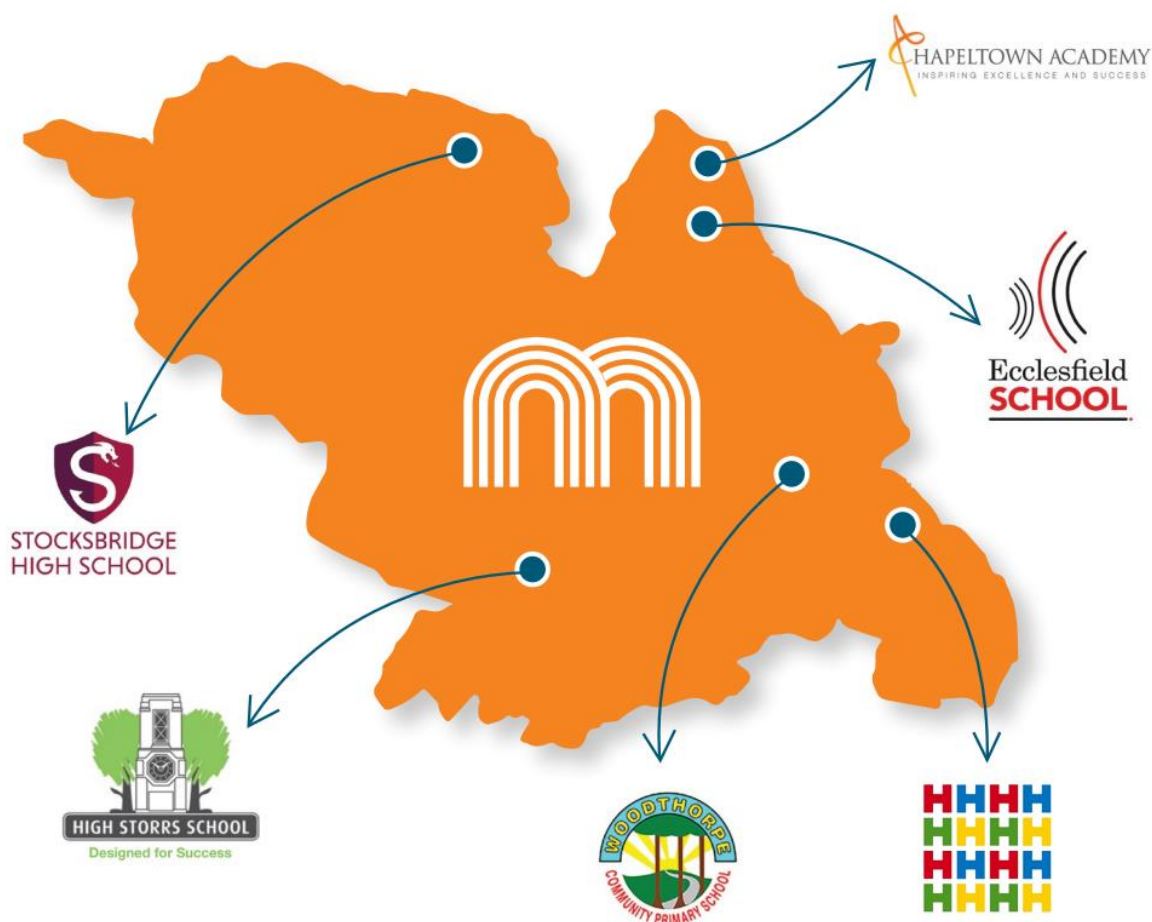 CHAPELTOWN ACADEMY
INSPIRING EXCELLENCE AND SUCCESS
Ecclesfield
SCHOOL
STOCKSBRIDGE
HIGH SCHOOL
HIGH STORRS SCHOOL
Designed for Success
WOODTHORPE
COMMUNITY PRIMARY SCHOOL
HHHH
HHHH
HHHH
HHHH